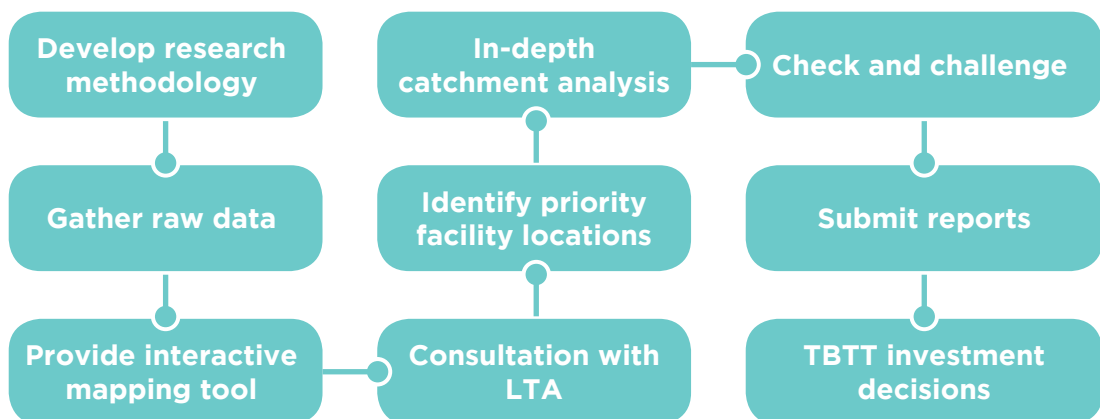 Develop research
methodology
Gather raw data
Provide interactive
mapping tool
Consultation with
LTA
Identify priority
facility locations
In-depth
catchment analysis
Check and challenge
Submit reports
TBTT investment
decisions